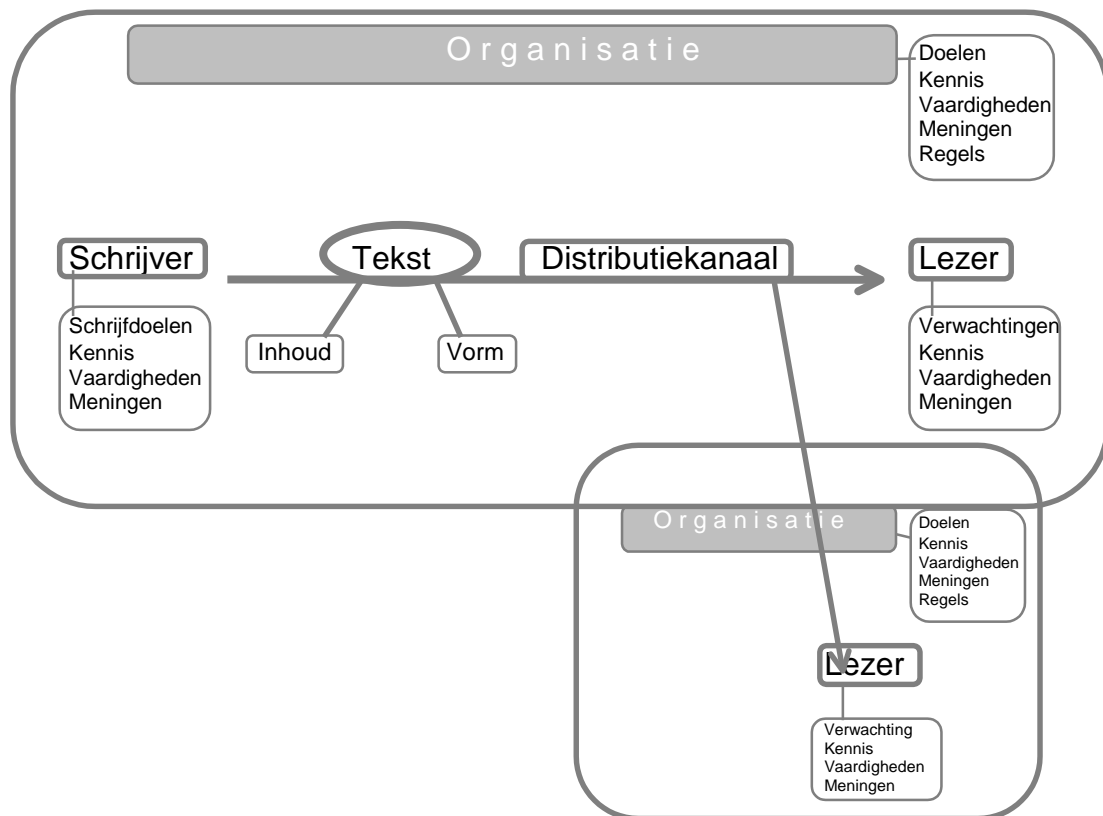 Organisatie
Doelen
Kennis
Vaardigheden
Meningen
Regels
Schrijver
Tekst
Distributiekanaal
Lezer
Schrijfdoelen
Kennis
Vaardigheden
Meningen
Inhoud
Vorm
Verwachtingen
Kennis
Vaardigheden
Meningen
Organisatie
Doelen
Kennis
Vaardigheden
Meningen
Regels
Lezer
Verwachting
Kennis
Vaardigheden
Meningen